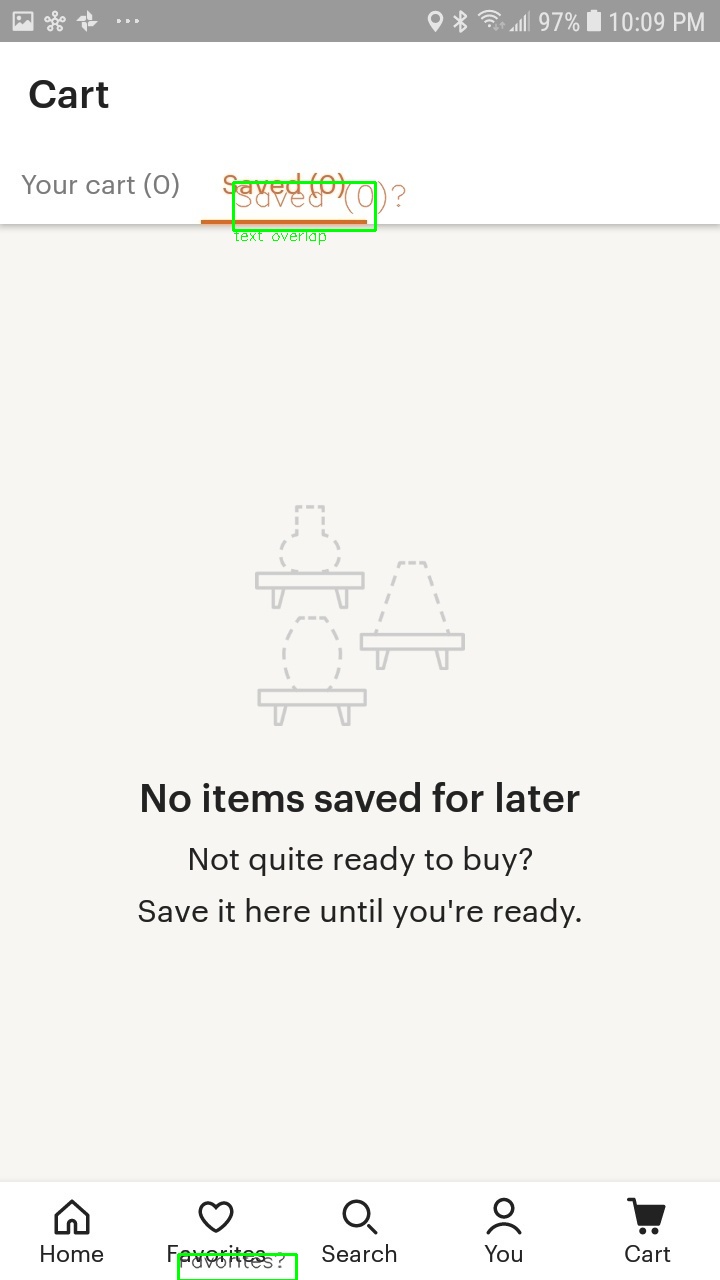 97% 10:09 PM
Cart
Your cart (0) Saved (0)
Saved (0)?
text overlap
No items saved for later
Not quite ready to buy?
Save it here until you're ready.
Home Favorites Search You Cart
Favorites?